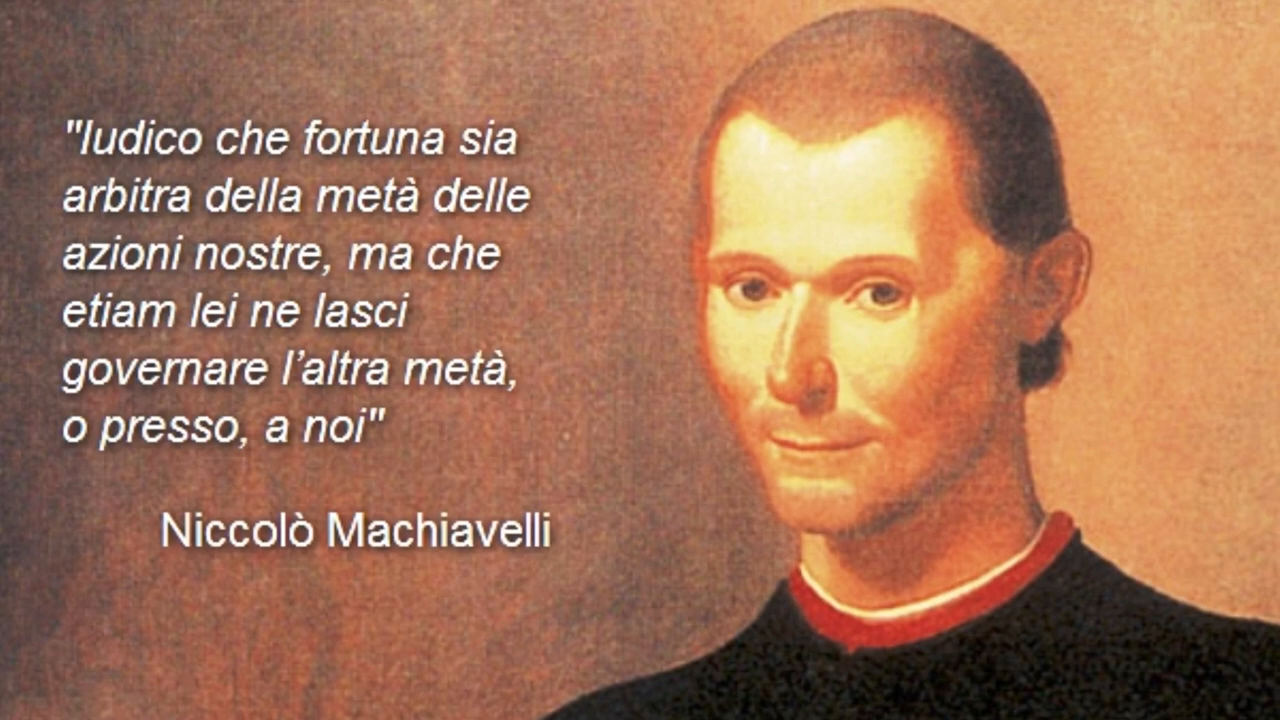 "Iudico che fortuna sia
arbitra della metà delle
azioni nostre, ma che
etiam lei ne lasci
governare l’altra metà,
o presso, a noi"
Niccolò Machiavelli